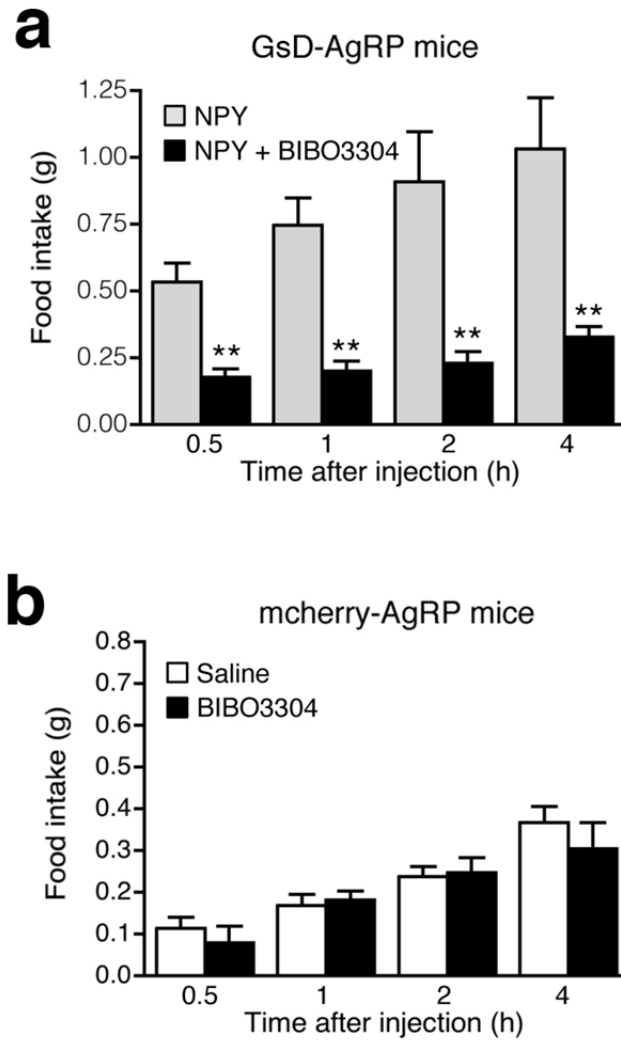 a
GsD-AgRP mice
Food intake (g)
1.25
1.00
0.75
0.50
0.25
0.00
NPY
NPY + BIBO3304
** ** ** **
0.5 1 2 4
Time after injection (h)
b
mcherry-AgRP mice
Food intake (g)
0.8
0.7
0.6
0.5
0.4
0.3
0.2
0.1
0.0
Saline
BIBO3304
0.5 1 2 4
Time after injection (h)